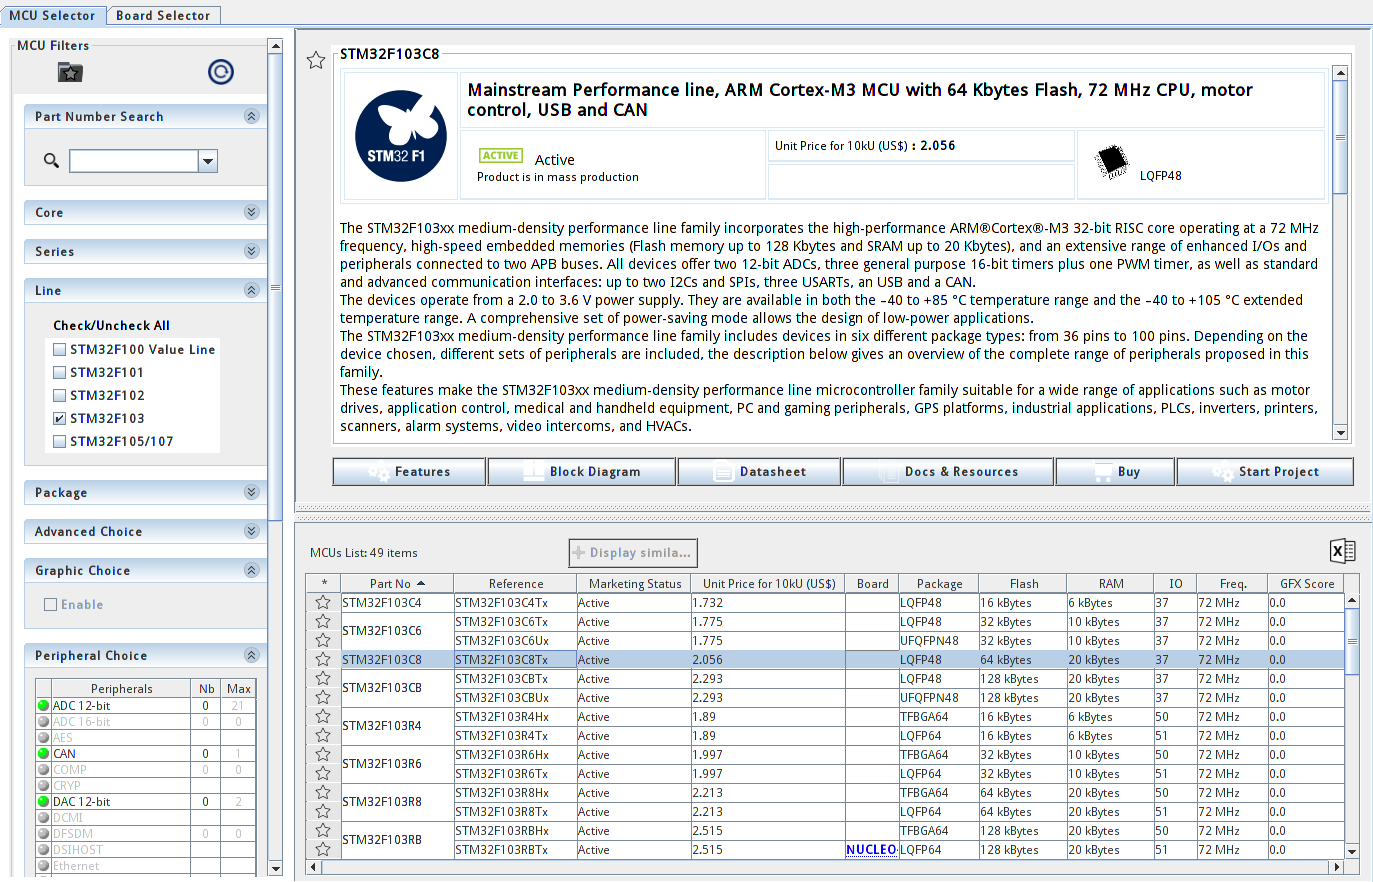 MCU Selector
Board Selector
MCU Filters
Part Number Search
Core
Series
Line
Check/Uncheck All
STM32F100 Value Line
STM32F101
STM32F102
STM32F103
STM32F105/107
Package
Advanced Choice
Graphic Choice
Enable
Peripheral Choice
Peripherals Nb Max
ADC 12-bit 0 21
ADC 16-bit 0 0
AES
CAN 0 1
COMP 0 0
CRYP
DAC 12-bit 0 2
DCMI
DFSDM 0 0
DSIHOST
Ethernet
STM32F103C8
STM32 F1
Mainstream Performance line, ARM Cortex-M3 MCU with 64 Kbytes Flash, 72 MHz CPU, motor
control, USB and CAN
ACTIVE Active
Product is in mass production
Unit Price for 10kU (US$) : 2.056
LQFP48
The STM32F103xx medium-density performance line family incorporates the high-performance ARM®Cortex®-M3 32-bit RISC core operating at a 72 MHz
frequency, high-speed embedded memories (Flash memory up to 128 Kbytes and SRAM up to 20 Kbytes), and an extensive range of enhanced I/Os and
peripherals connected to two APB buses. All devices offer two 12-bit ADCs, three general purpose 16-bit timers plus one PWM timer, as well as standard
and advanced communication interfaces: up to two I2Cs and SPIs, three USARTs, an USB and a CAN.
The devices operate from a 2.0 to 3.6 V power supply. They are available in both the –40 to +85 °C temperature range and the –40 to +105 °C extended
temperature range. A comprehensive set of power-saving mode allows the design of low-power applications.
The STM32F103xx medium-density performance line family includes devices in six different package types: from 36 pins to 100 pins. Depending on the
device chosen, different sets of peripherals are included, the description below gives an overview of the complete range of peripherals proposed in this
family.
These features make the STM32F103xx medium-density performance line microcontroller family suitable for a wide range of applications such as motor
drives, application control, medical and handheld equipment, PC and gaming peripherals, GPS platforms, industrial applications, PLCs, inverters, printers,
scanners, alarm systems, video intercoms, and HVACs.
Features
Block Diagram
Datasheet
Docs & Resources
Buy
Start Project
MCUs List: 49 items
Display simila...
* Part No Reference Marketing Status Unit Price for 10kU (US$) Board Package Flash RAM IO Freq. GFX Score
STM32F103C4 STM32F103C4Tx Active 1.732 LQFP48 16 kBytes 6 kBytes 37 72 MHz 0.0
STM32F103C6 STM32F103C6Tx Active 1.775 LQFP48 32 kBytes 10 kBytes 37 72 MHz 0.0
STM32F103C6Ux Active 1.775 UFQFPN48 32 kBytes 10 kBytes 37 72 MHz 0.0
STM32F103C8 STM32F103C8Tx Active 2.056 LQFP48 64 kBytes 20 kBytes 37 72 MHz 0.0
STM32F103CB STM32F103CBTx Active 2.293 LQFP48 128 kBytes 20 kBytes 37 72 MHz 0.0
STM32F103CBUx Active 2.293 UFQFPN48 128 kBytes 20 kBytes 37 72 MHz 0.0
STM32F103R4 STM32F103R4Hx Active 1.89 TFBGA64 16 kBytes 6 kBytes 50 72 MHz 0.0
STM32F103R4Tx Active 1.89 LQFP64 16 kBytes 6 kBytes 51 72 MHz 0.0
STM32F103R6 STM32F103R6Hx Active 1.997 TFBGA64 32 kBytes 10 kBytes 50 72 MHz 0.0
STM32F103R6Tx Active 1.997 LQFP64 32 kBytes 10 kBytes 51 72 MHz 0.0
STM32F103R8 STM32F103R8Hx Active 2.213 TFBGA64 64 kBytes 20 kBytes 50 72 MHz 0.0
STM32F103R8Tx Active 2.213 LQFP64 64 kBytes 20 kBytes 51 72 MHz 0.0
STM32F103RB STM32F103RBHx Active 2.515 TFBGA64 128 kBytes 20 kBytes 50 72 MHz 0.0
STM32F103RBTx Active 2.515 NUCLEO LQFP64 128 kBytes 20 kBytes 51 72 MHz 0.0